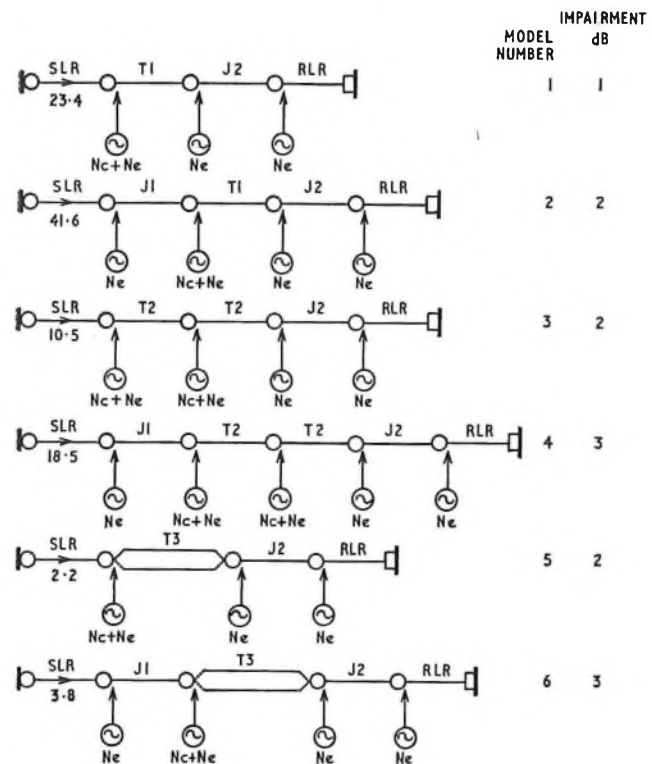 IMPAIRMENT
MODEL dB
NUMBER
SLR T1 J2 RLR 1 1
23·4
Nc+Ne Ne Ne
SLR J1 T1 J2 RLR 2 2
41·6
Ne Nc+Ne Ne Ne
SLR T2 T2 J2 RLR 3 2
10·5
Nc+Ne Nc+Ne Ne Ne
SLR J1 T2 T2 J2 RLR 4 3
18·5
Ne Nc+Ne Nc+Ne Ne Ne
SLR T3 J2 RLR 5 2
2·2
Nc+Ne Ne Ne
SLR J1 T3 J2 RLR 6 3
3·8
Ne Nc+Ne Ne Ne